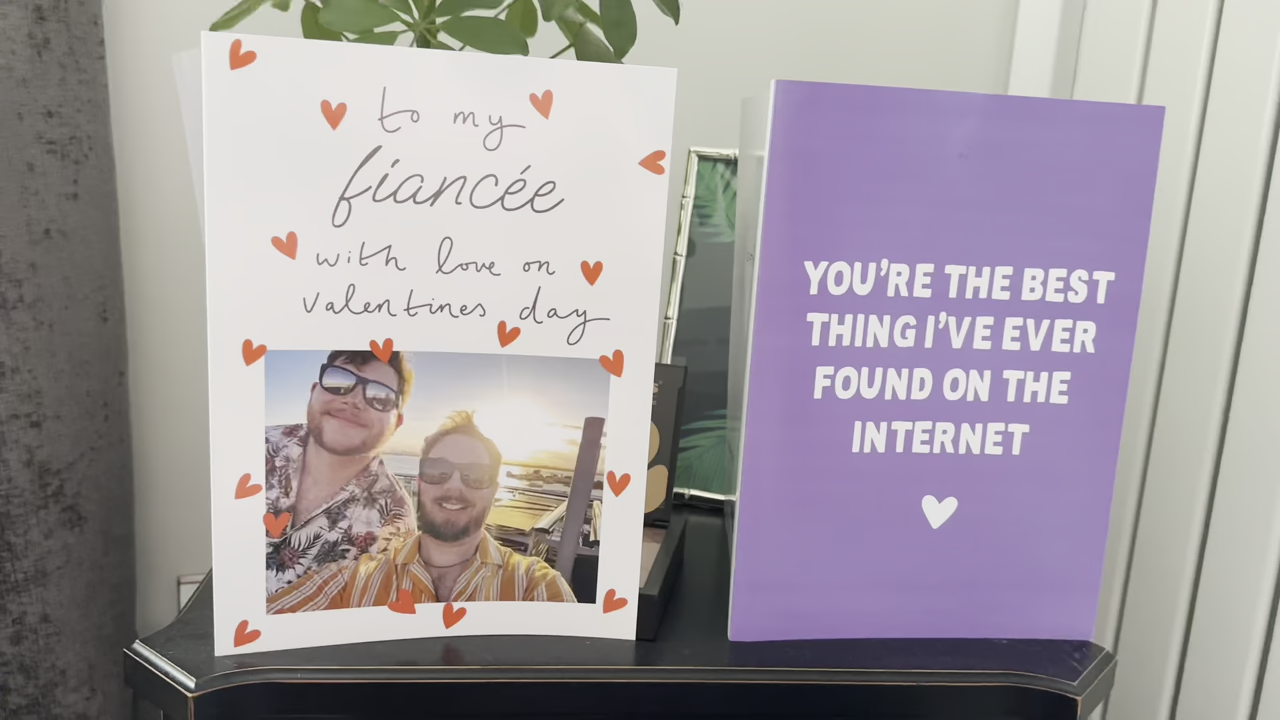 to my
fiancée
with love on
valentines day
YOU'RE THE BEST
THING I'VE EVER
FOUND ON THE
INTERNET